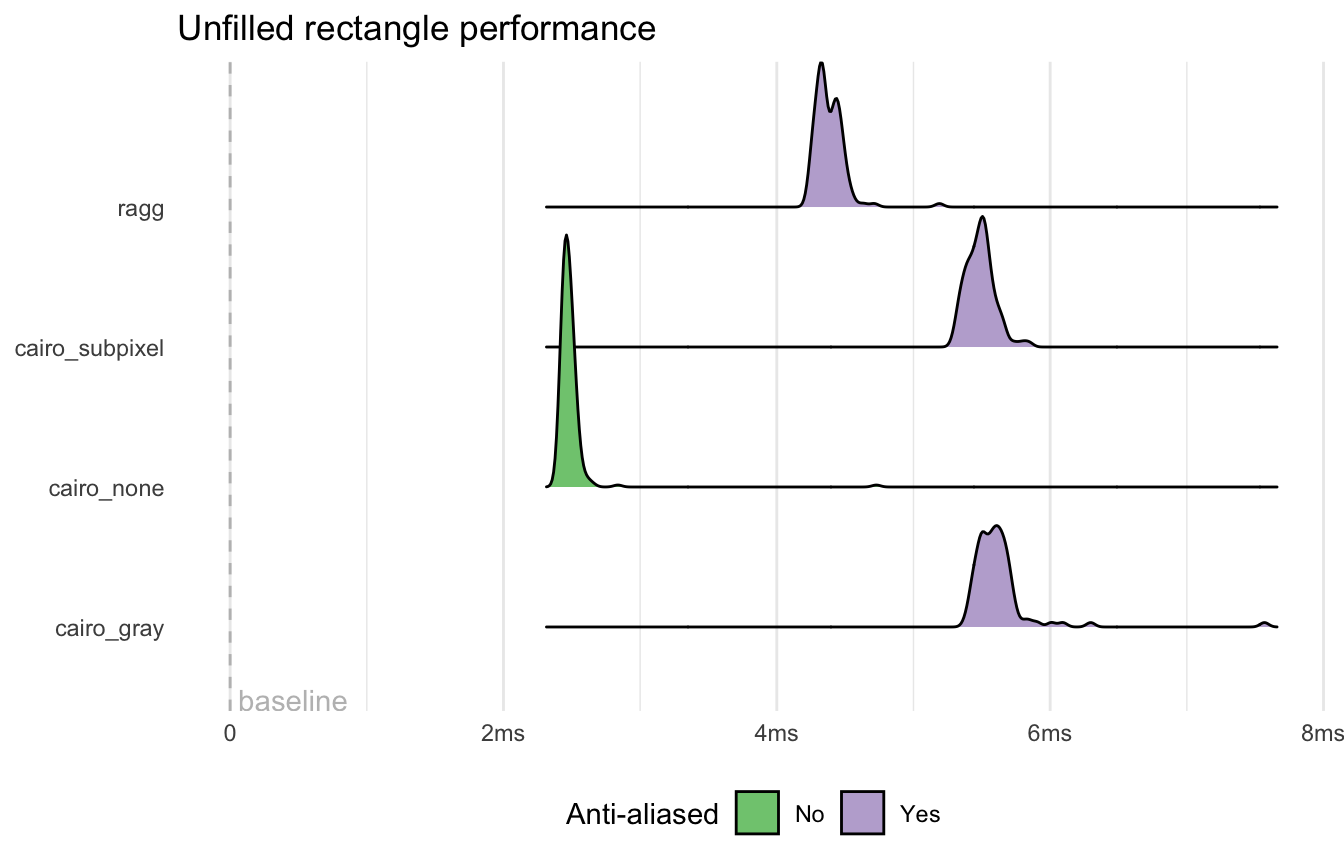 Unfilled rectangle performance
ragg
cairo_subpixel
cairo_none
cairo_gray
baseline
0 2ms 4ms 6ms 8ms
Anti-aliased No Yes